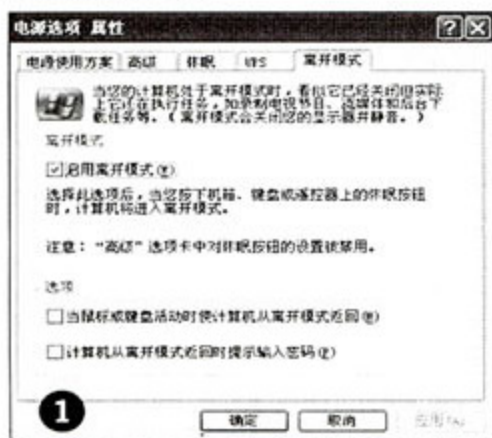 电源选项 属性
电源使用方案 高级 休眠 UPS 离开模式
当您的计算机处于离开模式时，看似它已经关闭但实际
上它还在执行任务，如录制电视节目、流媒体和后台下
载任务等。（离开模式会关闭您的显示器并静音。）
离开模式
启用离开模式(Y)
选择此选项后，当您按下机箱、键盘或遥控器上的休眠按钮
时，计算机将进入离开模式。
注意：“高级”选项卡中对休眠按钮的设置被禁用。
选项
当鼠标或键盘活动时使计算机从离开模式返回(M)
计算机从离开模式返回时提示输入密码(P)
1
确定 取消 应用(A)